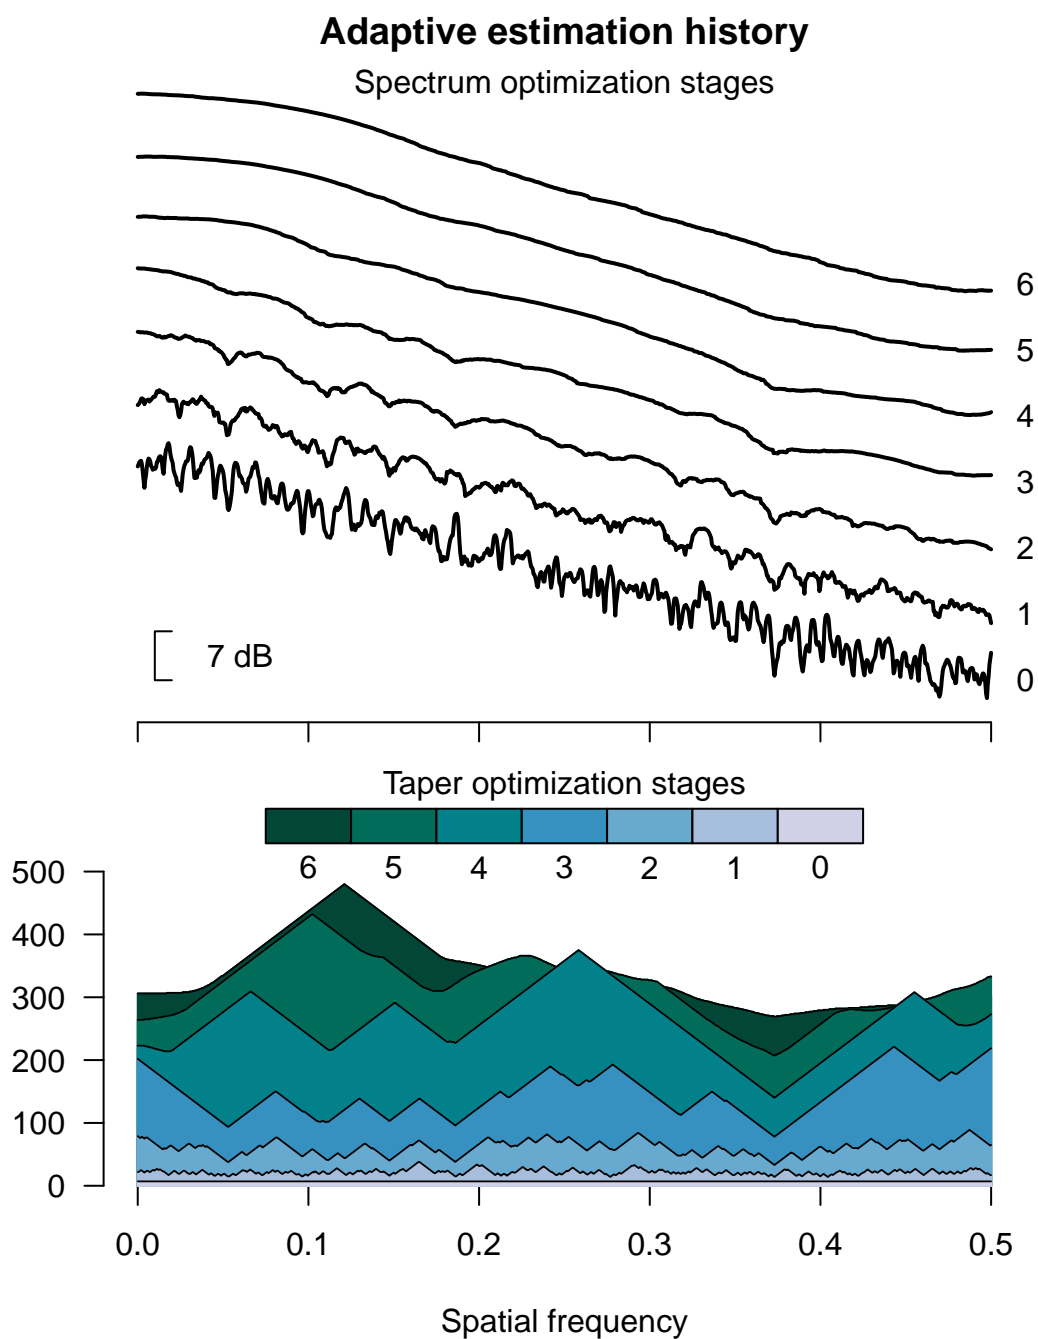 Adaptive estimation history
Spectrum optimization stages
6
5
4
3
2
1
0
7 dB
Taper optimization stages
6 5 4 3 2 1 0
500
400
300
200
100
0
0.0 0.1 0.2 0.3 0.4 0.5
Spatial frequency